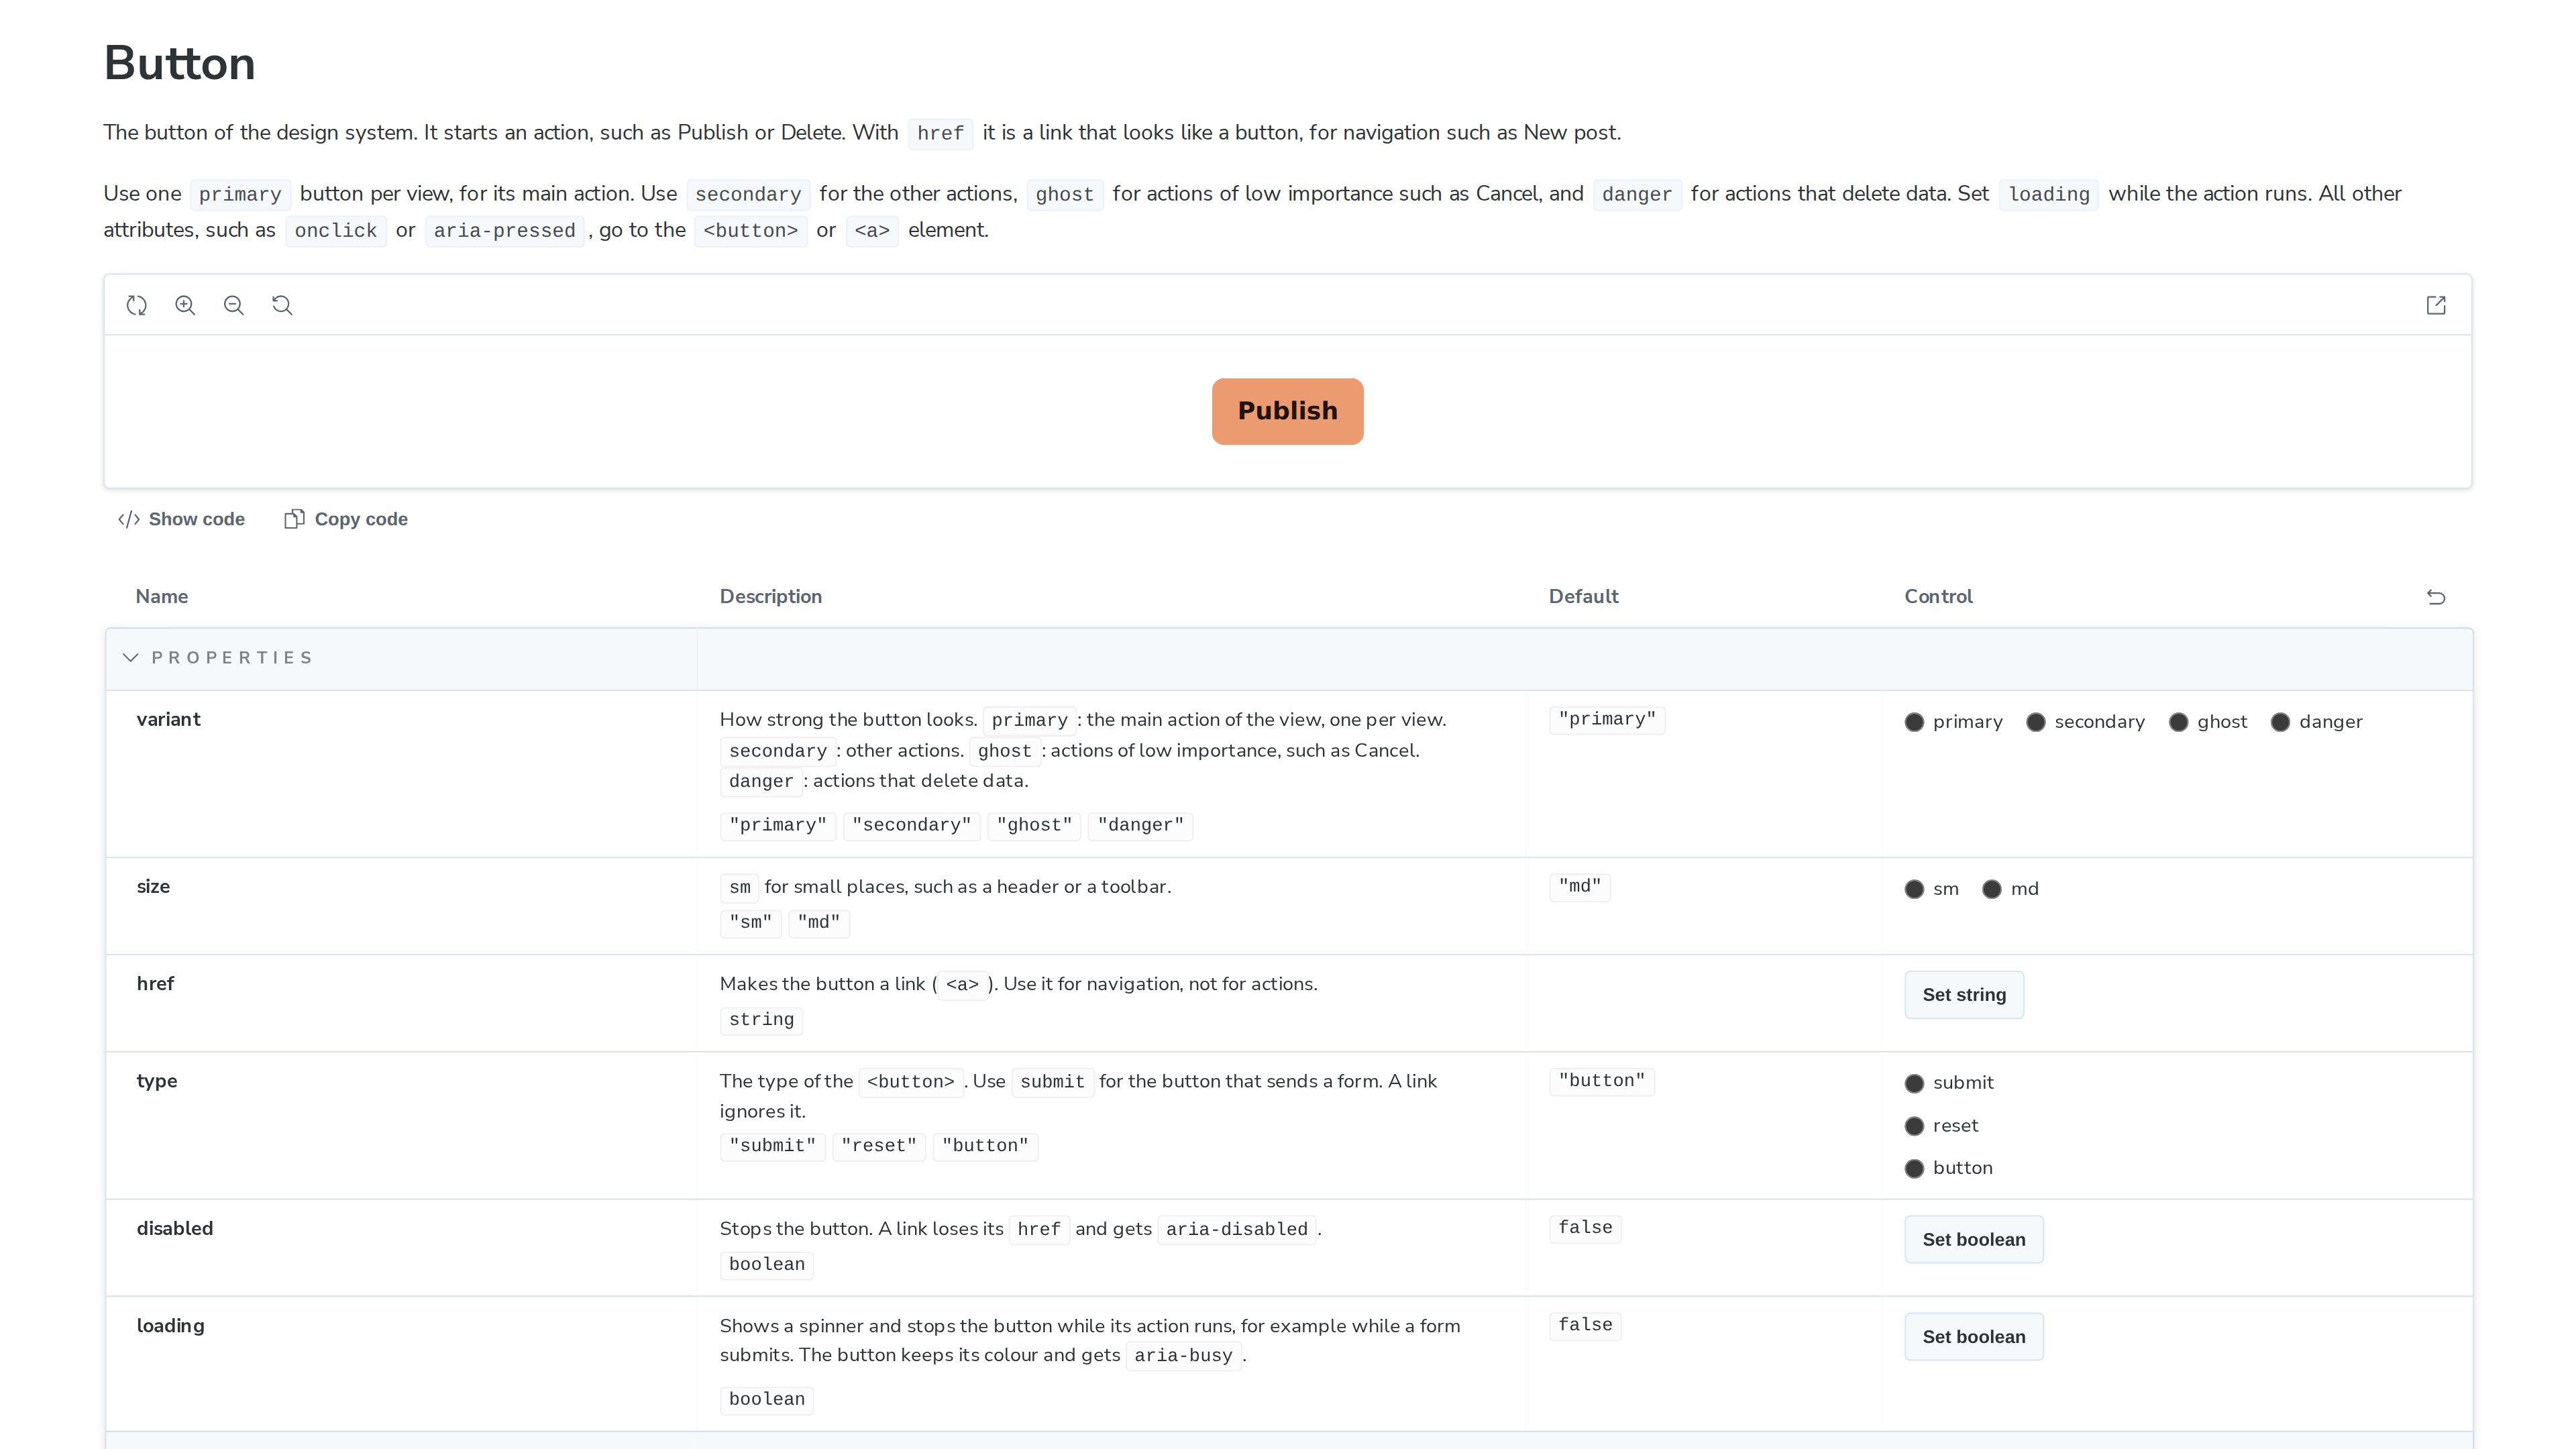 Button
The button of the design system. It starts an action, such as Publish or Delete. With href it is a link that looks like a button, for navigation such as New post.
Use one primary button per view, for its main action. Use secondary for the other actions, ghost for actions of low importance such as Cancel, and danger for actions that delete data. Set loading while the action runs. All other
attributes, such as onclick or aria-pressed , go to the <button> or <a> element.
Publish
Show code Copy code
Name Description Default Control
PROPERTIES
variant
How strong the button looks. primary : the main action of the view, one per view.
secondary : other actions. ghost : actions of low importance, such as Cancel.
danger : actions that delete data.
"primary" "secondary" "ghost" "danger"
"primary"
primary secondary ghost danger
size
sm for small places, such as a header or a toolbar.
"sm" "md"
"md"
sm md
href
Makes the button a link ( <a> ). Use it for navigation, not for actions.
string
Set string
type
The type of the <button> . Use submit for the button that sends a form. A link
ignores it.
"submit" "reset" "button"
"button"
submit
reset
button
disabled
Stops the button. A link loses its href and gets aria-disabled .
boolean
false
Set boolean
loading
Shows a spinner and stops the button while its action runs, for example while a form
submits. The button keeps its colour and gets aria-busy .
boolean
false
Set boolean